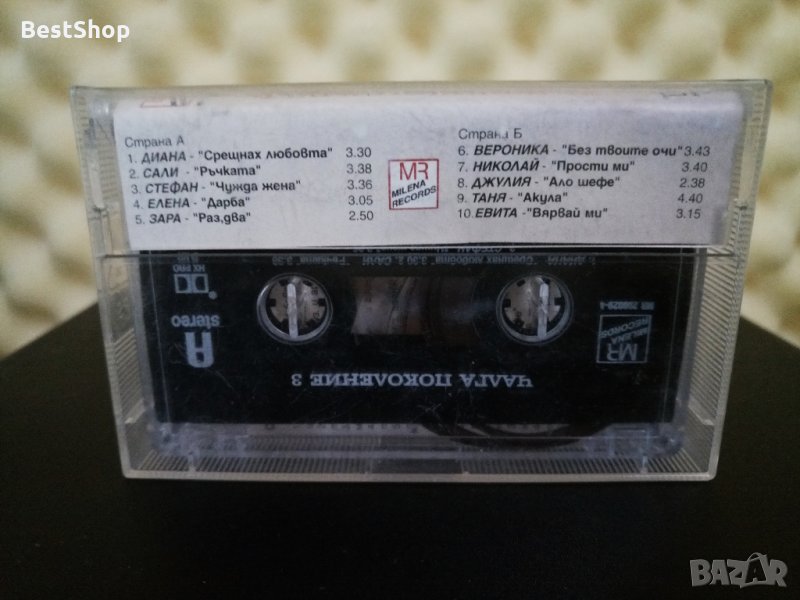 BestShop
Страна А
1. ДИАНА - "Срещнах любовта" 3.30
2. САЛИ - "Ръчката" 3.38
3. СТЕФАН - "Чужда жена" 3.36
4. ЕЛЕНА - "Дарба" 3.05
5. ЗАРА - "Раз,два" 2.50
MR
MILENA
RECORDS
Страна Б
6. ВЕРОНИКА - "Без твоите очи" 3.43
7. НИКОЛАЙ - "Прости ми" 3.40
8. ДЖУЛИЯ - "Ало шефе" 2.38
9. ТАНЯ - "Акула" 4.40
10. ЕВИТА - "Вярвай ми" 3.15
HX PRO
A
stereo
MR
MILENA
RECORDS
ЧАЛГА ПОКОЛЕНИЕ 3
BAZAR